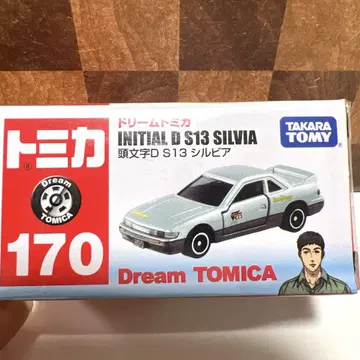 トミカ
Dream
TOMICA
170
ドリームトミカ
INITIAL D S13 SILVIA
頭文字D S13 シルビア
TAKARA
TOMY
Dream TOMICA